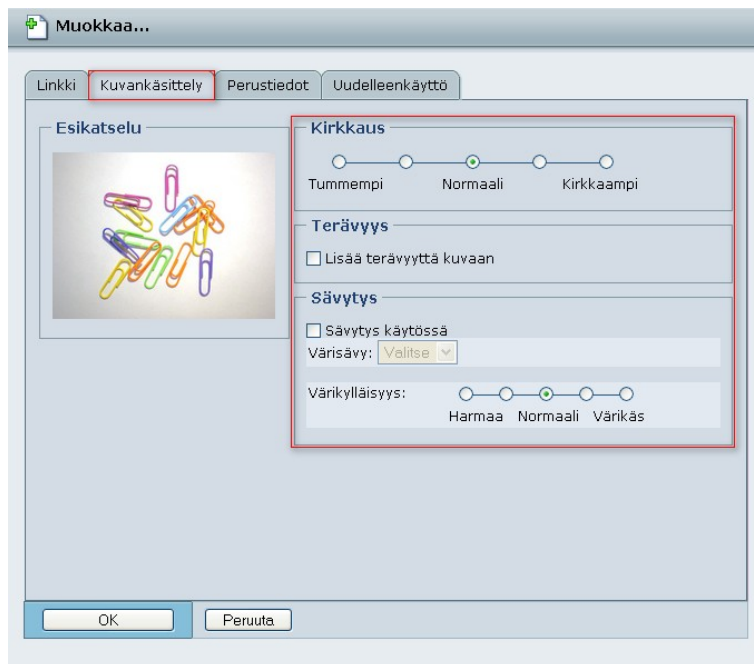 Muokkaa...
Linkki Kuvankäsittely Perustiedot Uudelleenkäyttö
Esikatselu
Kirkkaus
Tummempi Normaali Kirkkaampi
Terävyys
Lisää terävyyttä kuvaan
Sävytys
Sävytys käytössä
Värisävy: Valitse
Värikylläisyys:
Harmaa Normaali Värikäs
OK Peruuta